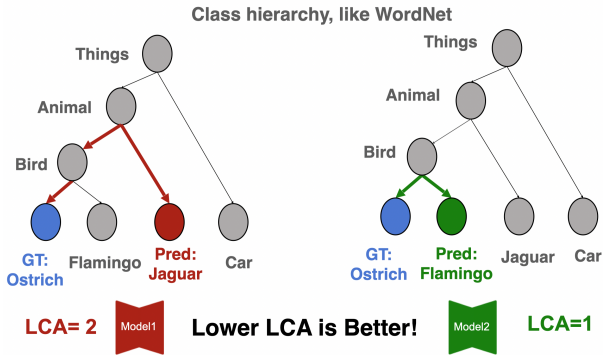 Class hierarchy, like WordNet
Things
Animal
Bird
GT:
Ostrich
Flamingo
Pred:
Jaguar
Car
Things
Animal
Bird
GT:
Ostrich
Pred:
Flamingo
Jaguar
Car
LCA= 2
Model1
Lower LCA is Better!
Model2
LCA=1